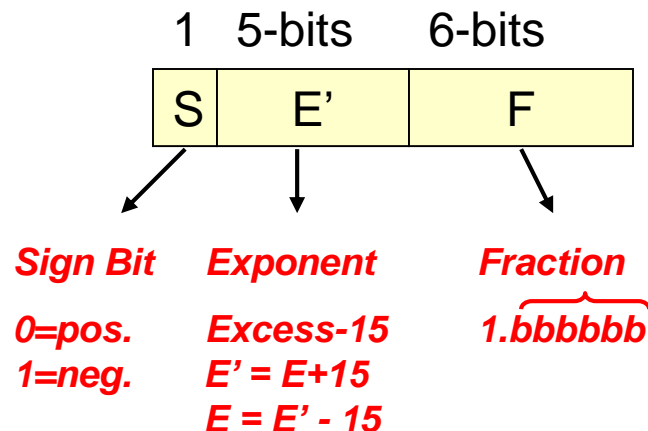 1 5-bits 6-bits
S E’ F
Sign Bit Exponent Fraction
0=pos. Excess-15 1.bbbbbb
1=neg. E’ = E+15
E = E’ - 15